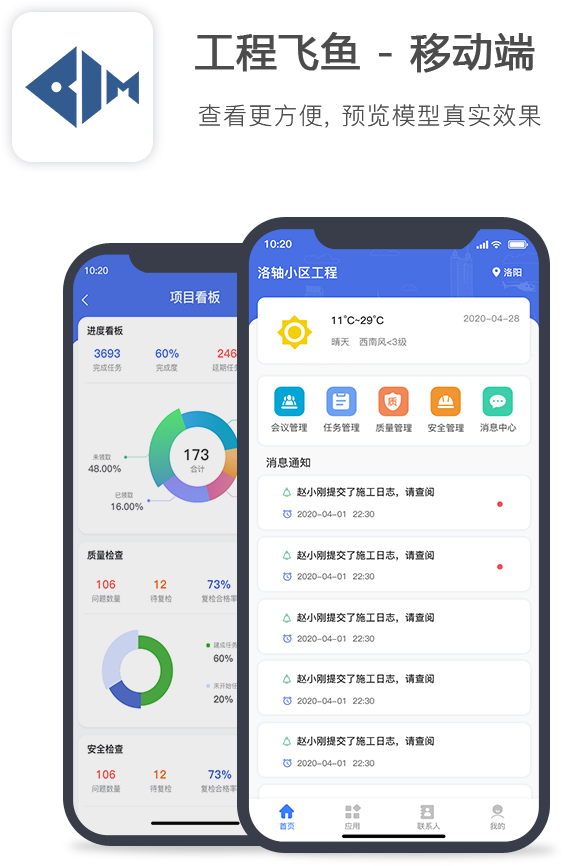 BIM
工程飞鱼 - 移动端
查看更方便, 预览模型真实效果
10:20
项目看板
进度看板
3693
60%
246
完成任务
完成度
延期任
未领取
48.00%
173
合计
已领取
16.00%
质量检查
106
12
73%
问题数量
待复检
复检合格率
建成任务
60%
未开始任
20%
安全检查
106
12
73%
问题数量
待复检
复检合格率
10:20
洛轴小区工程
洛阳
11°C~29°C
2020-04-28
晴天 西南风<3级
质
会议管理
任务管理
质量管理
安全管理
消息中心
消息通知
赵小刚提交了施工日志，请查阅
2020-04-01 22:30
赵小刚提交了施工日志，请查阅
2020-04-01 22:30
赵小刚提交了施工日志，请查阅
2020-04-01 22:30
赵小刚提交了施工日志，请查阅
2020-04-01 22:30
赵小刚提交了施工日志，请查阅
2020-04-01 22:30
首页
应用
联系人
我的